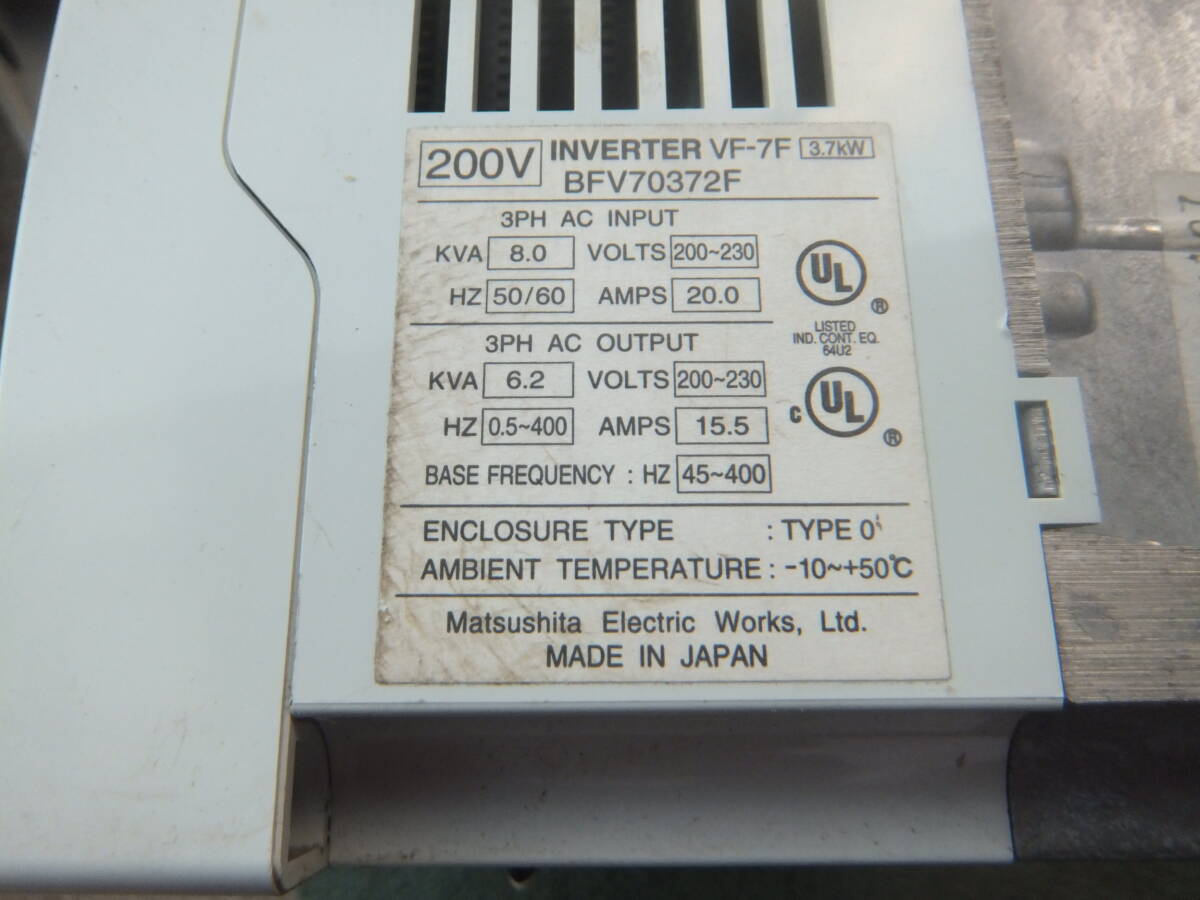 200V INVERTER VF-7F 3.7kW
BFV70372F
3PH AC INPUT
KVA 8.0 VOLTS 200~230
HZ 50/60 AMPS 20.0
UL ®
LISTED
IND. CONT. EQ.
64U2
3PH AC OUTPUT
KVA 6.2 VOLTS 200~230
HZ 0.5~400 AMPS 15.5
C UL ®
BASE FREQUENCY : HZ 45~400
ENCLOSURE TYPE : TYPE 0
AMBIENT TEMPERATURE : -10~+50℃
Matsushita Electric Works, Ltd.
MADE IN JAPAN